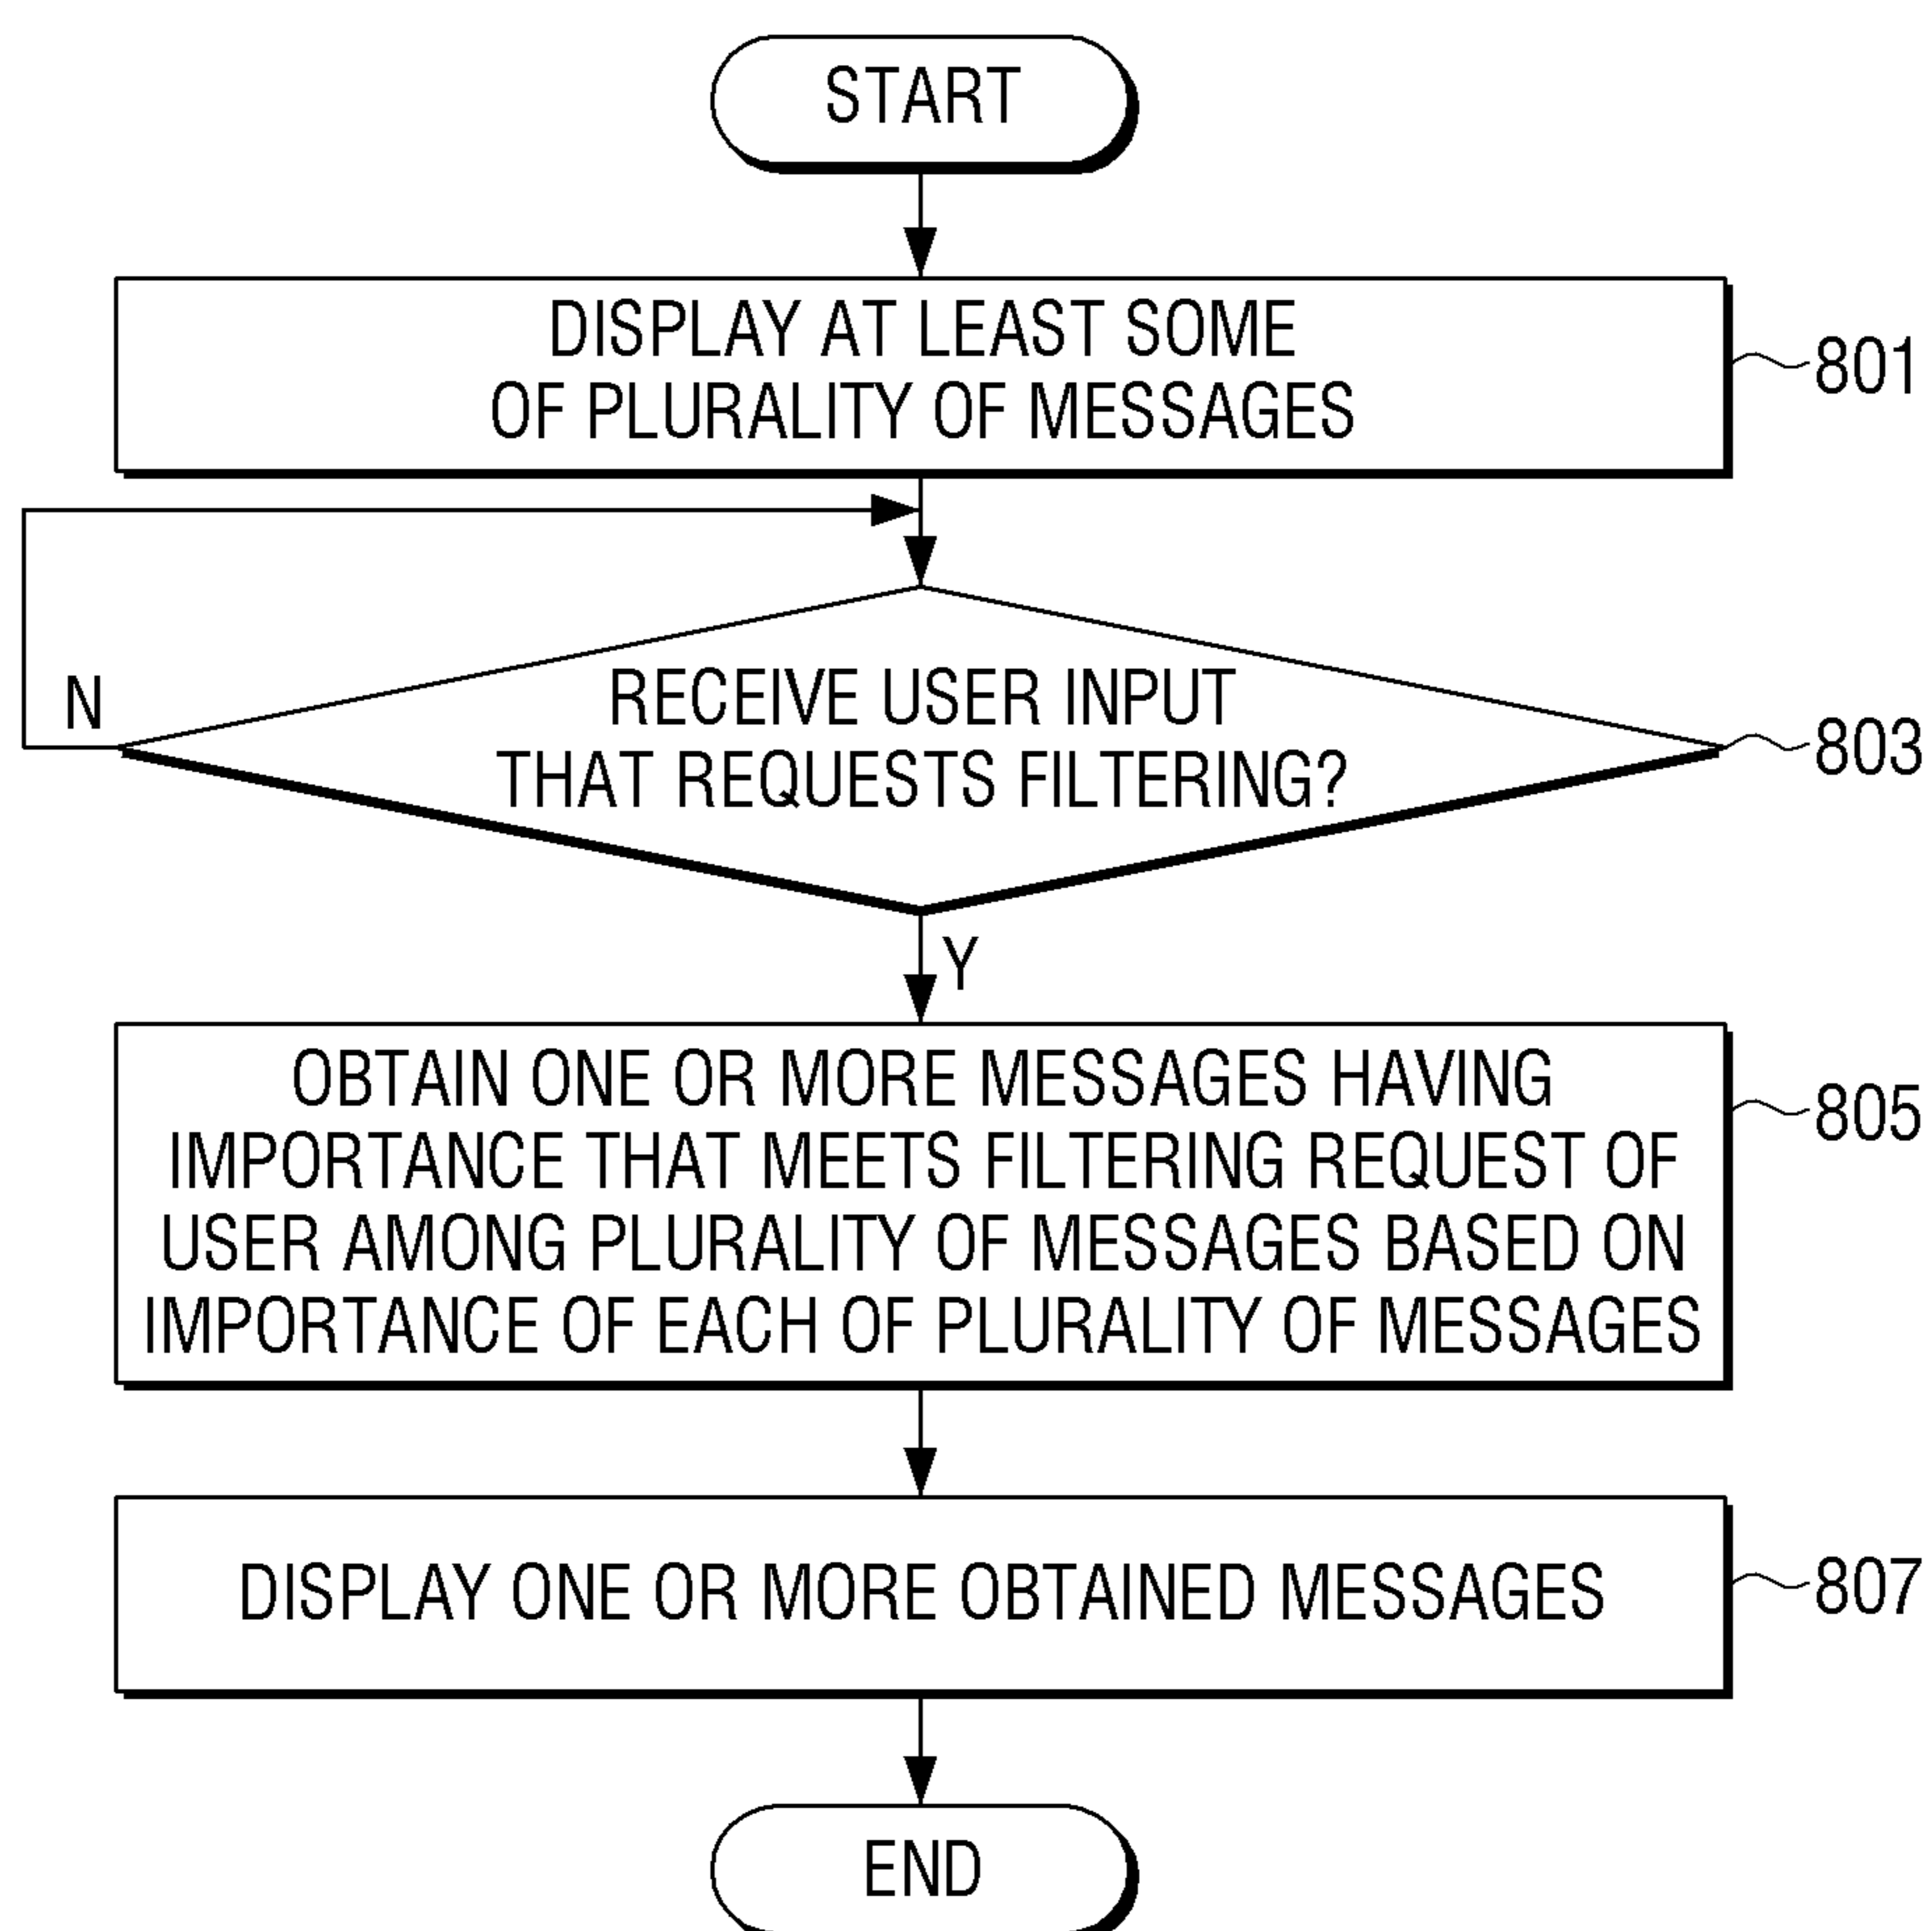 START
DISPLAY AT LEAST SOME
OF PLURALITY OF MESSAGES
801
N
RECEIVE USER INPUT
THAT REQUESTS FILTERING?
803
Y
OBTAIN ONE OR MORE MESSAGES HAVING
IMPORTANCE THAT MEETS FILTERING REQUEST OF
USER AMONG PLURALITY OF MESSAGES BASED ON
IMPORTANCE OF EACH OF PLURALITY OF MESSAGES
805
DISPLAY ONE OR MORE OBTAINED MESSAGES
807
END